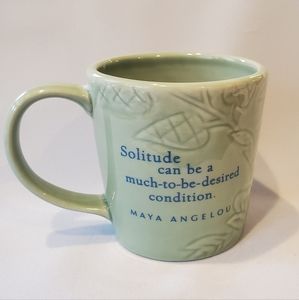 Solitude
can be a
much-to-be-desired
condition.
MAYA ANGELOU